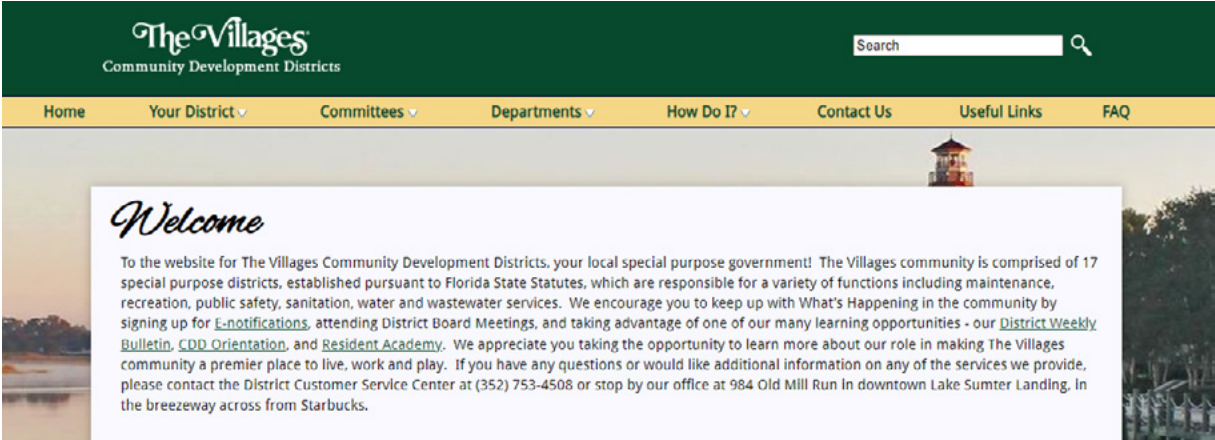 The Villages
Community Development Districts
Search
Home Your District Committees Departments How Do I? Contact Us Useful Links FAQ
Welcome
To the website for The Villages Community Development Districts, your local special purpose government! The Villages community is comprised of 17
special purpose districts, established pursuant to Florida State Statutes, which are responsible for a variety of functions including maintenance,
recreation, public safety, sanitation, water and wastewater services. We encourage you to keep up with What's Happening in the community by
signing up for E-notifications, attending District Board Meetings, and taking advantage of one of our many learning opportunities - our District Weekly
Bulletin, CDD Orientation, and Resident Academy. We appreciate you taking the opportunity to learn more about our role in making The Villages
community a premier place to live, work and play. If you have any questions or would like additional information on any of the services we provide,
please contact the District Customer Service Center at (352) 753-4508 or stop by our office at 984 Old Mill Run in downtown Lake Sumter Landing, in
the breezeway across from Starbucks.